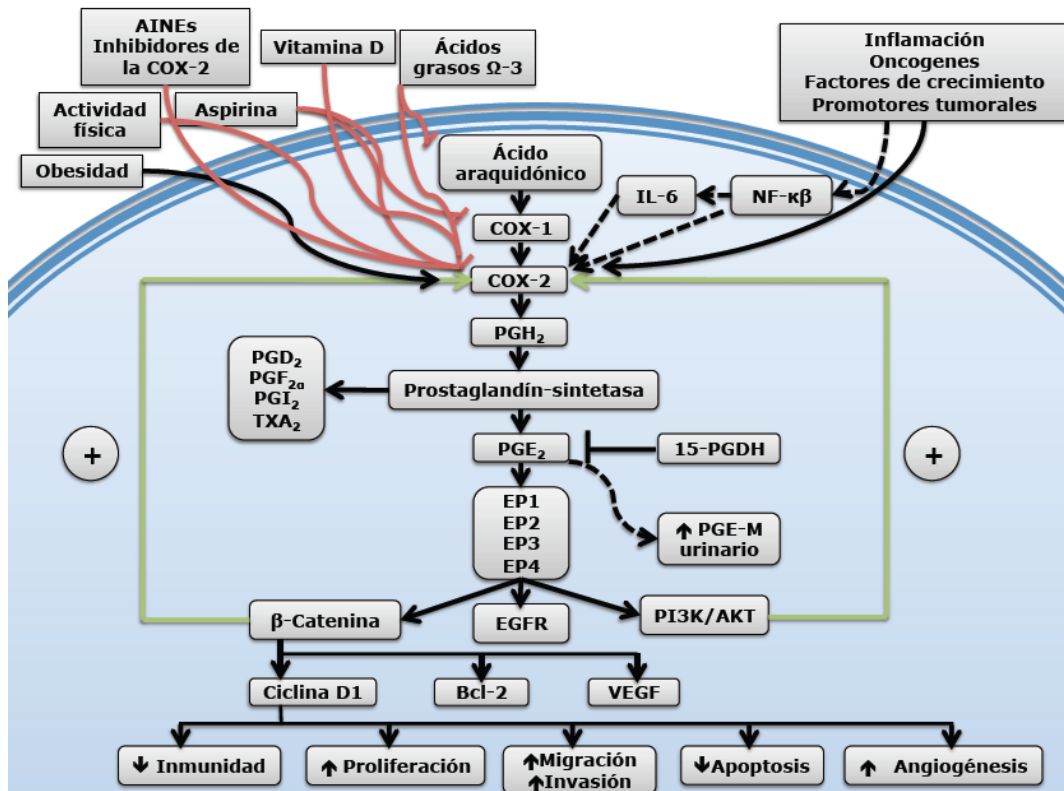 AINEs
Inhibidores de
la COX-2
Vitamina D
Ácidos
grasos Ω-3
Inflamación
Oncogenes
Factores de crecimiento
Promotores tumorales
Actividad
física
Aspirina
Obesidad
Ácido
araquidónico
IL-6
NF-κβ
COX-1
COX-2
PGH₂
PGD₂
PGF₂α
PGI₂
TXA₂
Prostaglandín-sintetasa
+
PGE₂
15-PGDH
+
EP1
EP2
EP3
EP4
↑ PGE-M
urinario
β-Catenina
EGFR
PI3K/AKT
Ciclina D1
Bcl-2
VEGF
↓ Inmunidad
↑ Proliferación
↑Migración
↑Invasión
↓Apoptosis
↑ Angiogénesis